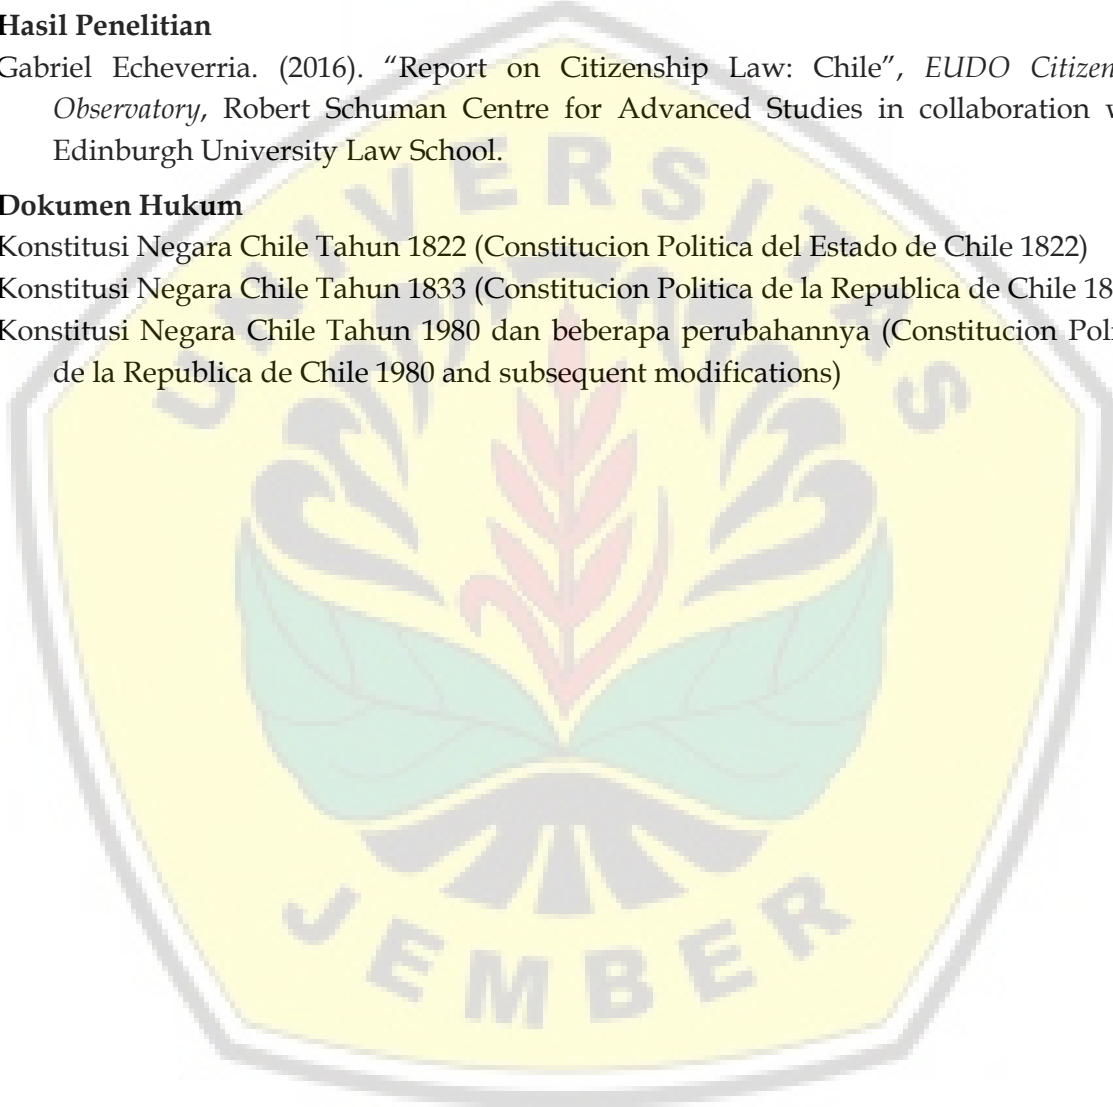 Hasil Penelitian
Gabriel Echeverria. (2016). “Report on Citizenship Law: Chile”, EUDO Citizen
Observatory, Robert Schuman Centre for Advanced Studies in collaboration w
Edinburgh University Law School.
Dokumen Hukum
Konstitusi Negara Chile Tahun 1822 (Constitucion Politica del Estado de Chile 1822)
Konstitusi Negara Chile Tahun 1833 (Constitucion Politica de la Republica de Chile 18
Konstitusi Negara Chile Tahun 1980 dan beberapa perubahannya (Constitucion Poli
de la Republica de Chile 1980 and subsequent modifications)
UNIVERSITAS
JEMBER